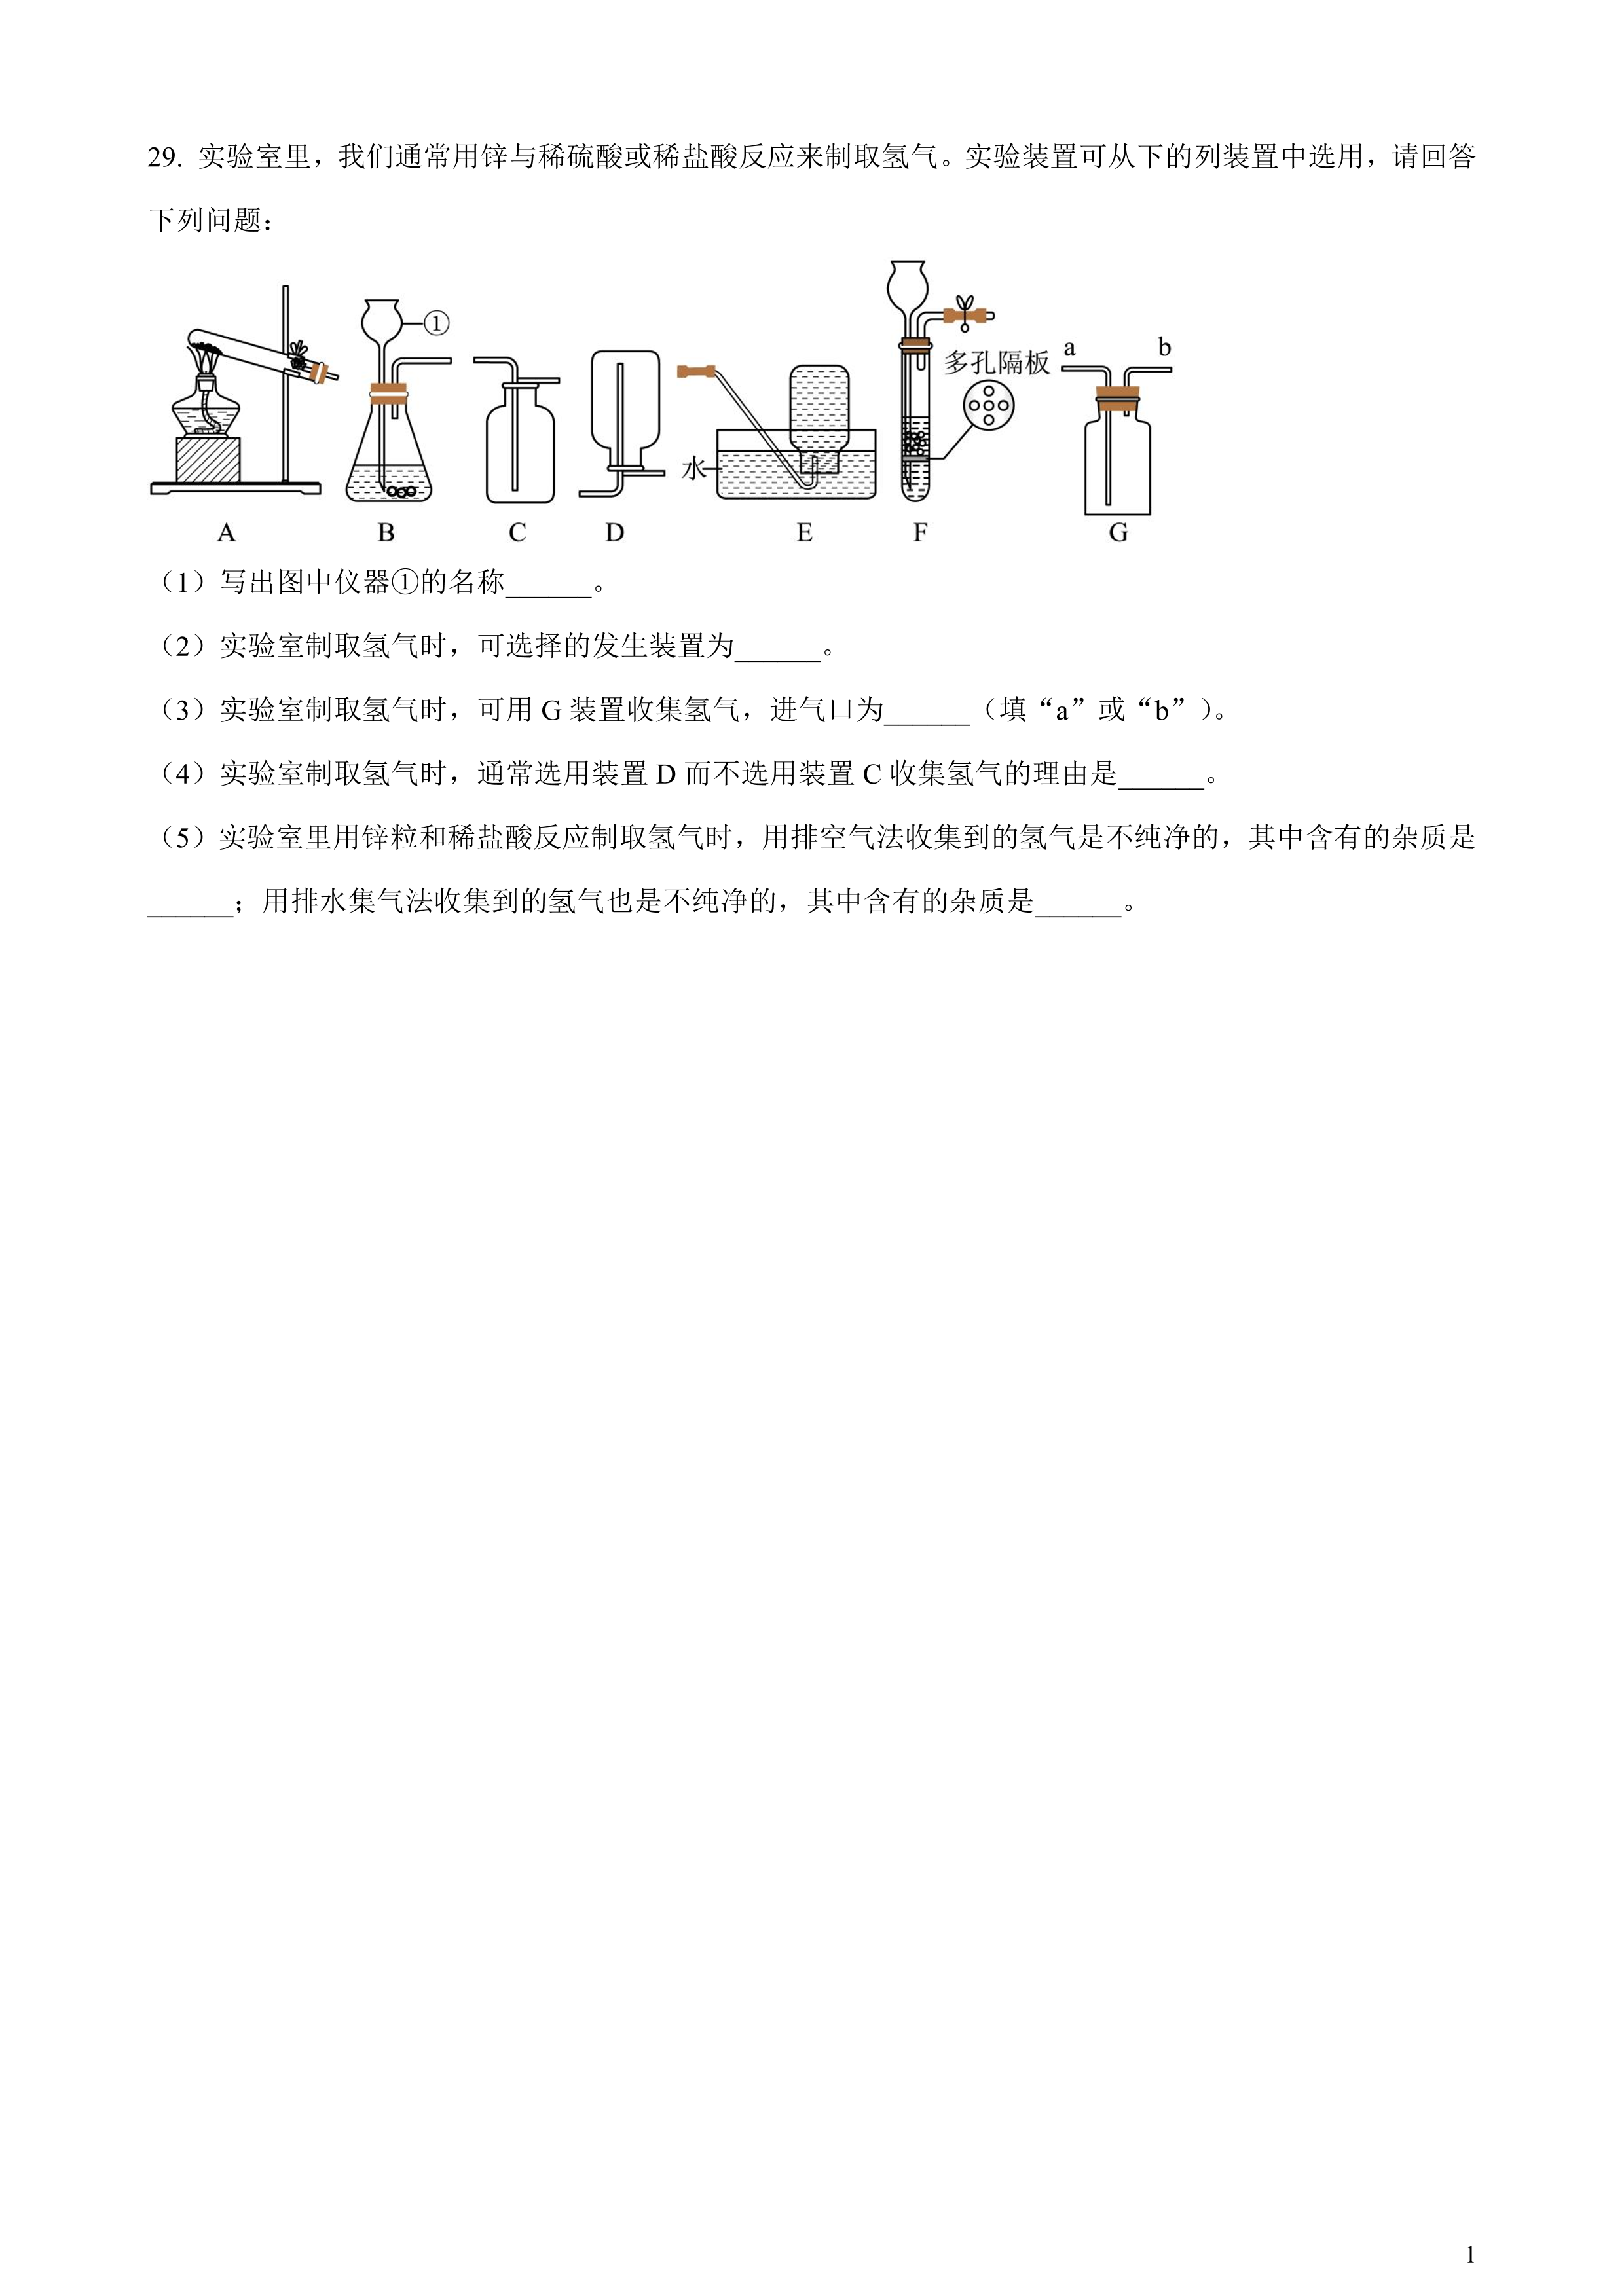 29. 实验室里，我们通常用锌与稀硫酸或稀盐酸反应来制取氢气。实验装置可从下的列装置中选用，请回答
下列问题：
①
多孔隔板
a
b
水
A B C D E F G
（1）写出图中仪器①的名称______。
（2）实验室制取氢气时，可选择的发生装置为______。
（3）实验室制取氢气时，可用 G 装置收集氢气，进气口为______（填“a”或“b”）。
（4）实验室制取氢气时，通常选用装置 D 而不选用装置 C 收集氢气的理由是______。
（5）实验室里用锌粒和稀盐酸反应制取氢气时，用排空气法收集到的氢气是不纯净的，其中含有的杂质是
______；用排水集气法收集到的氢气也是不纯净的，其中含有的杂质是______。
1